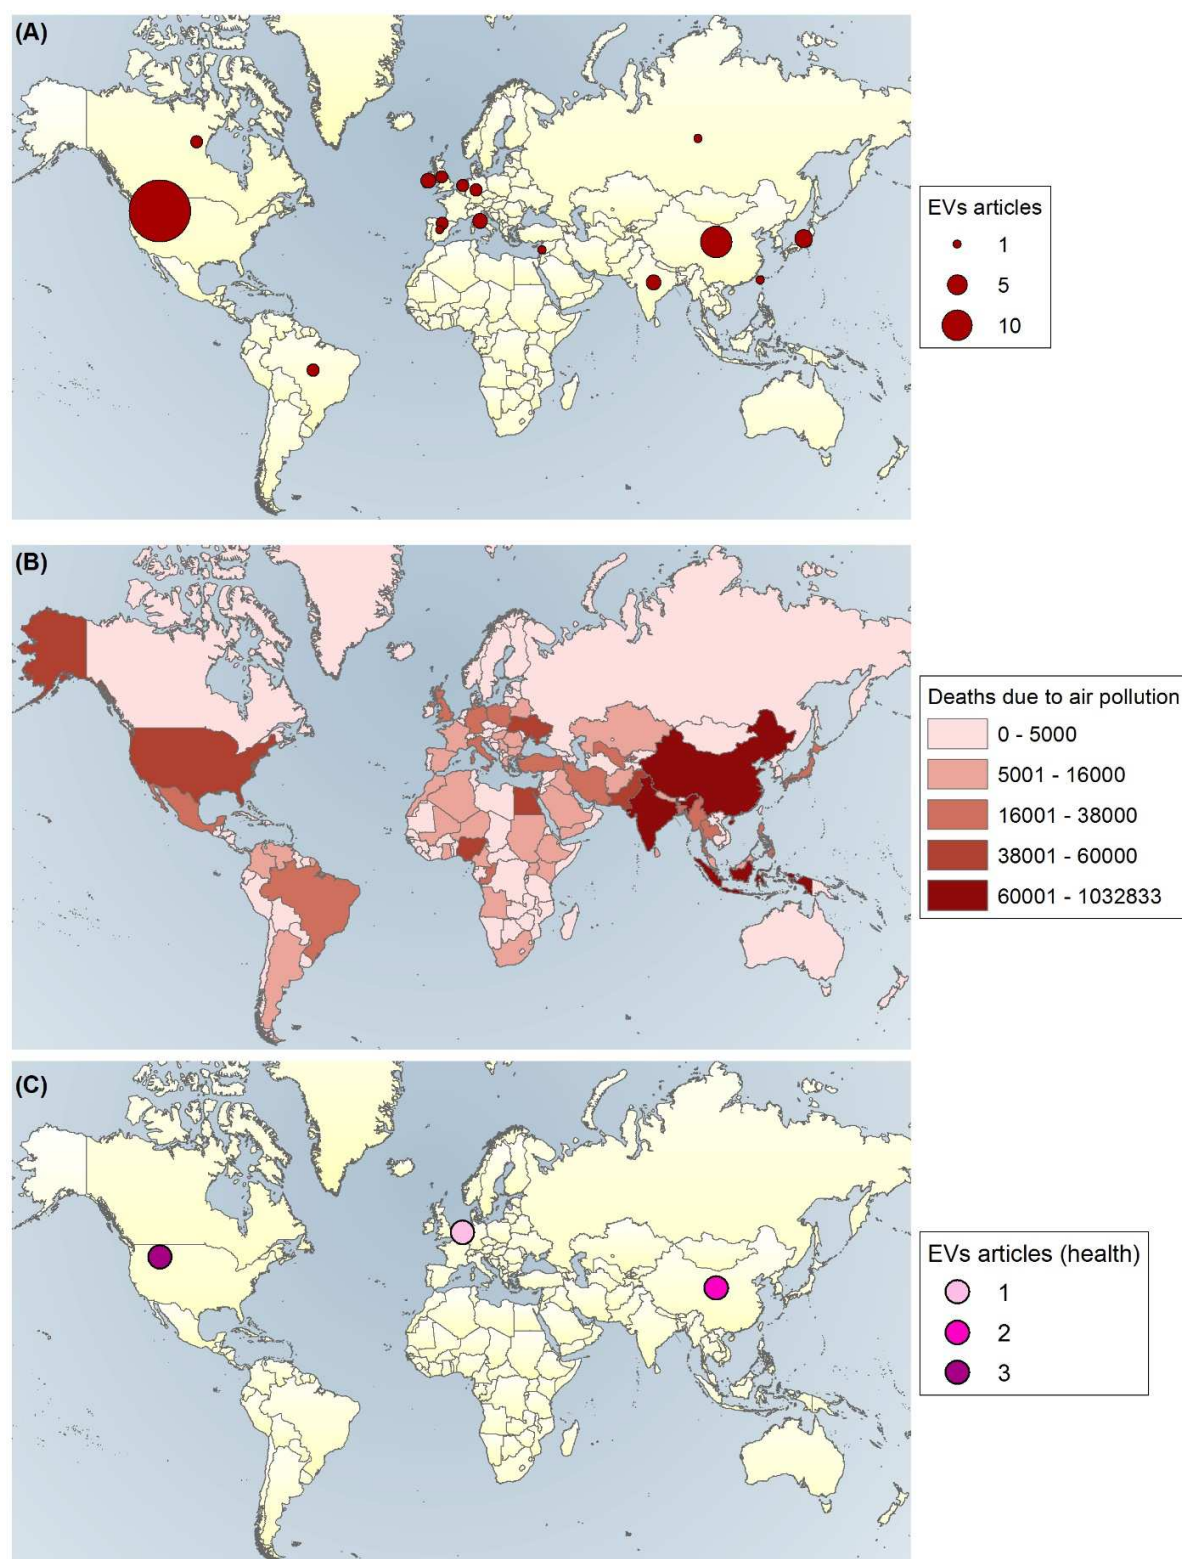 (A)
EVs articles
1
5
10
(B)
Deaths due to air pollution
0 - 5000
5001 - 16000
16001 - 38000
38001 - 60000
60001 - 1032833
(C)
EVs articles (health)
1
2
3